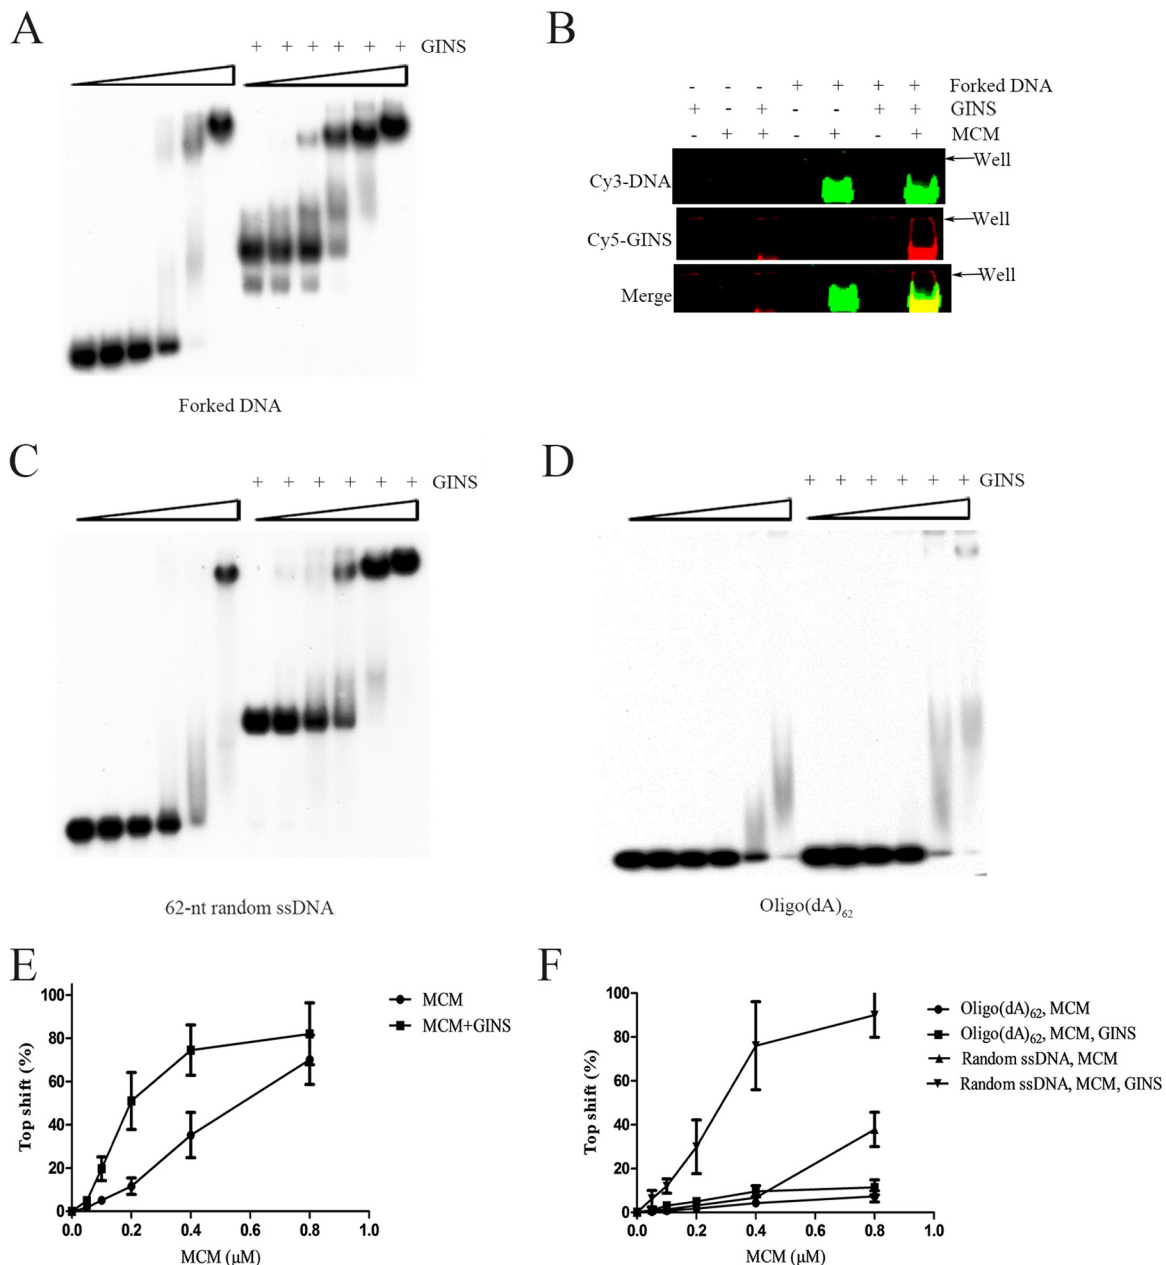 A
+ + + + + + GINS
Forked DNA
B
- - - + + + + Forked DNA
+ - + - - + + GINS
- + + - + - + MCM
Well
Cy3-DNA
Well
Cy5-GINS
Well
Merge
C
+ + + + + + GINS
62-nt random ssDNA
D
+ + + + + + GINS
Oligo(dA)62
E
100
80
60
40
20
0
Top shift (%)
0.0 0.2 0.4 0.6 0.8 1.0
MCM (μM)
MCM
MCM+GINS
F
100
80
60
40
20
0
Top shift (%)
0.0 0.2 0.4 0.6 0.8 1.0
MCM (μM)
Oligo(dA)62, MCM
Oligo(dA)62, MCM, GINS
Random ssDNA, MCM
Random ssDNA, MCM, GINS